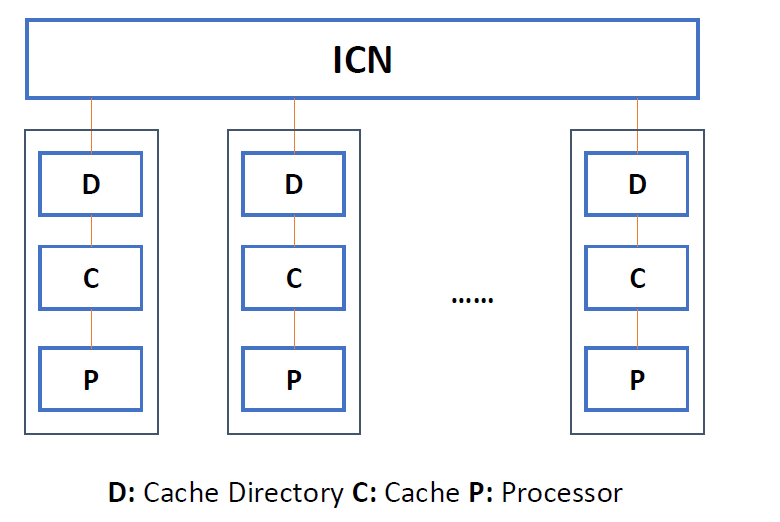 ICN
D D D
C C C
......
P P P
D: Cache Directory C: Cache P: Processor